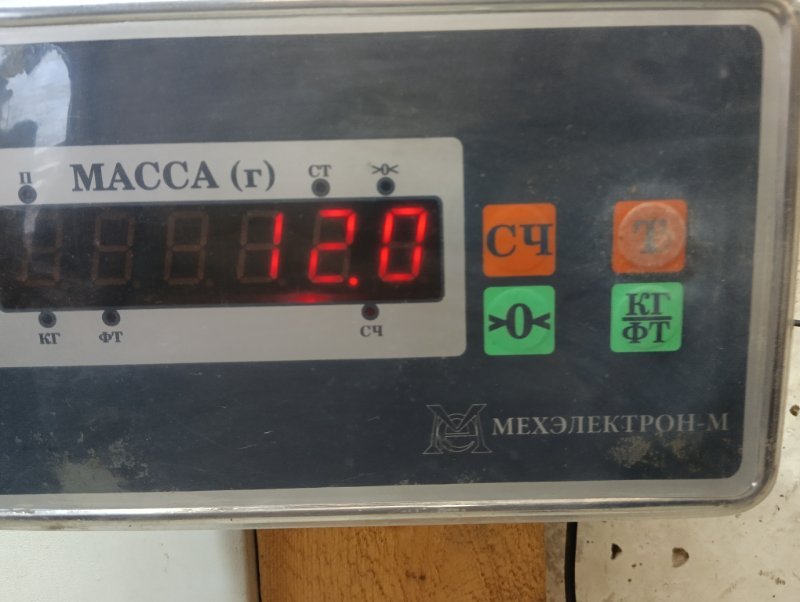 П МАССА (г) СТ >0<
12.0
КГ ФТ СЧ
СЧ Т
>0< КГ/ФТ
МЕХЭЛЕКТРОН-М